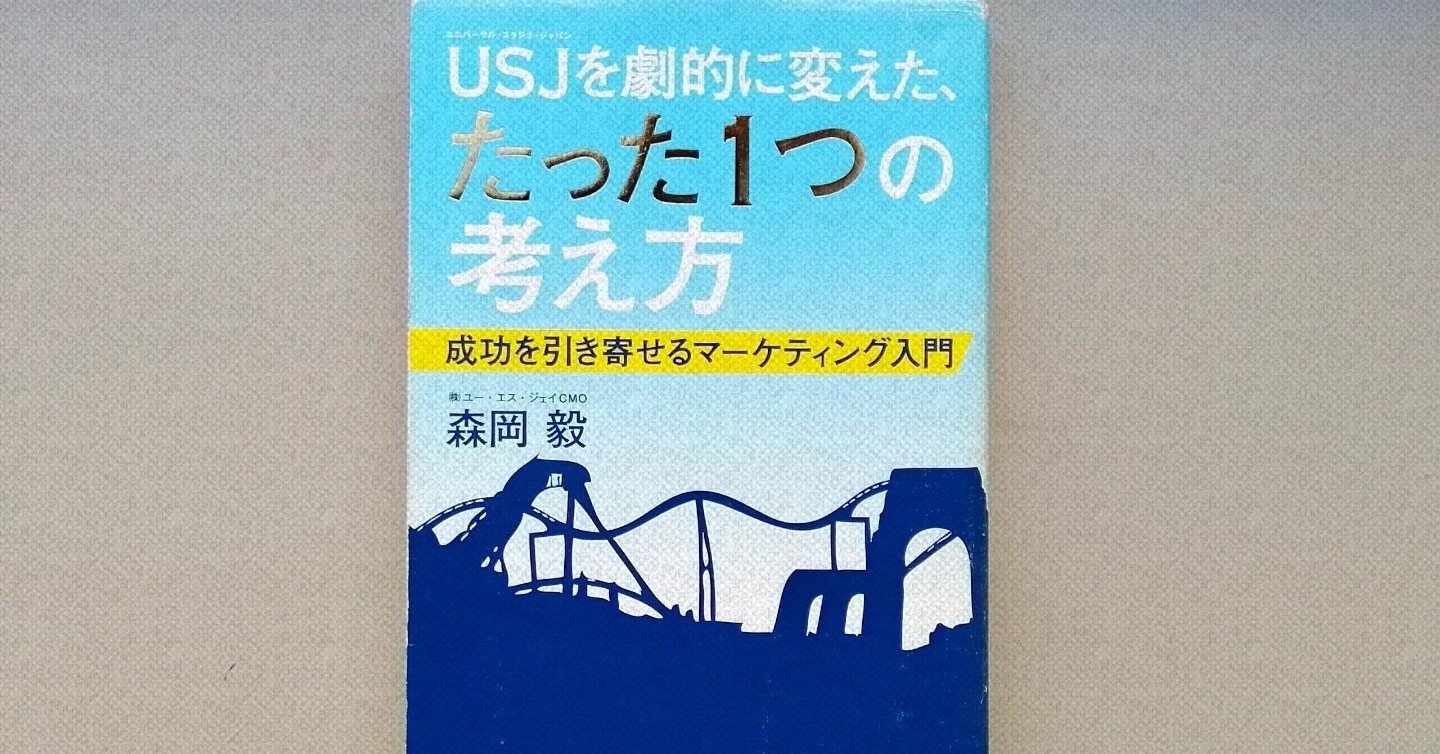 ユニバーサル・スタジオ・ジャパン
USJを劇的に変えた、
たった1つの
考え方
成功を引き寄せるマーケティング入門
㈱ユー・エス・ジェイCMO
森岡 毅